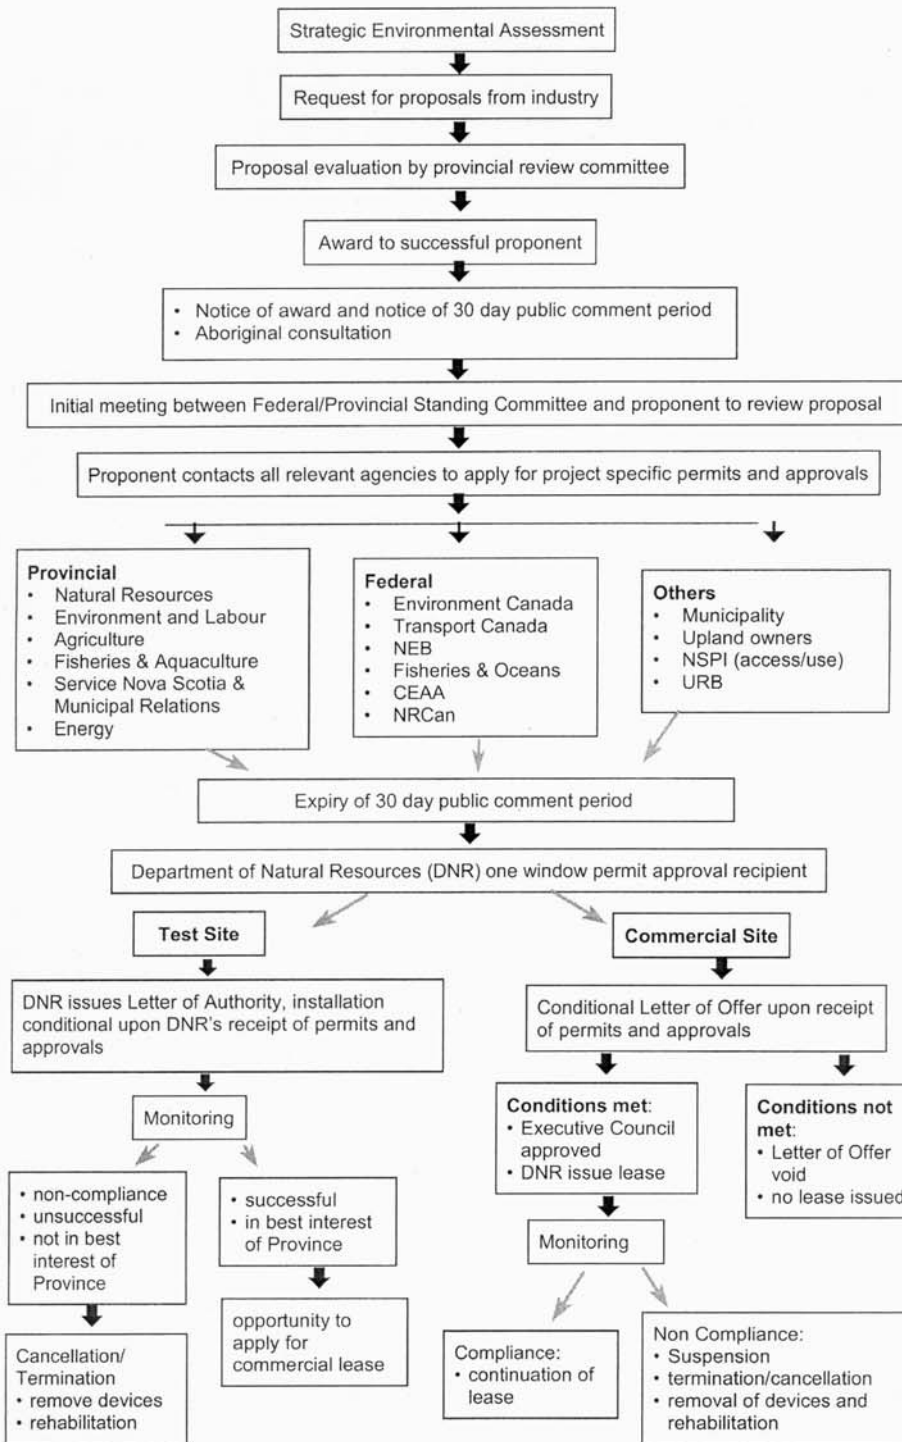 Strategic Environmental Assessment
Request for proposals from industry
Proposal evaluation by provincial review committee
Award to successful proponent
• Notice of award and notice of 30 day public comment period
• Aboriginal consultation
Initial meeting between Federal/Provincial Standing Committee and proponent to review proposal
Proponent contacts all relevant agencies to apply for project specific permits and approvals
Provincial
• Natural Resources
• Environment and Labour
• Agriculture
• Fisheries & Aquaculture
• Service Nova Scotia &
Municipal Relations
• Energy
Federal
• Environment Canada
• Transport Canada
• NEB
• Fisheries & Oceans
• CEAA
• NRCan
Others
• Municipality
• Upland owners
• NSPI (access/use)
• URB
Expiry of 30 day public comment period
Department of Natural Resources (DNR) one window permit approval recipient
Test Site
DNR issues Letter of Authority, installation
conditional upon DNR's receipt of permits and
approvals
Monitoring
• non-compliance
• unsuccessful
• not in best
interest of
Province
• successful
• in best interest
of Province
Cancellation/
Termination
• remove devices
• rehabilitation
opportunity to
apply for
commercial lease
Commercial Site
Conditional Letter of Offer upon receipt
of permits and approvals
Conditions met:
• Executive Council
approved
• DNR issue lease
Conditions not
met:
• Letter of Offer
void
• no lease issued
Monitoring
Compliance:
• continuation of
lease
Non Compliance:
• Suspension
• termination/cancellation
• removal of devices and
rehabilitation